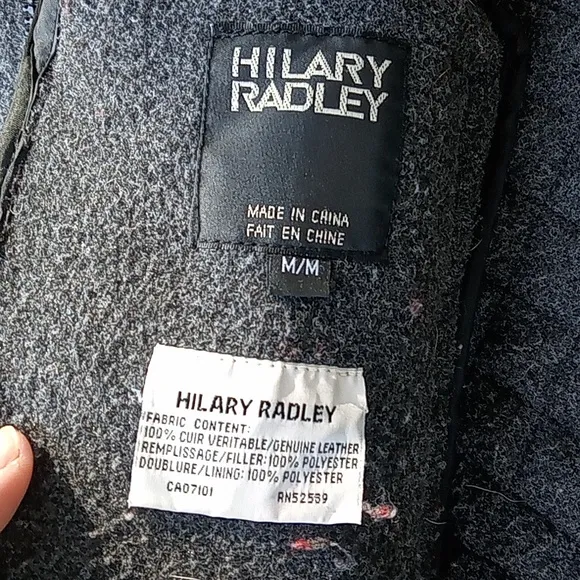 HILARY
RADLEY
MADE IN CHINA
FAIT EN CHINE
M/M
HILARY RADLEY
FABRIC CONTENT:
100% CUIR VERITABLE/GENUINE LEATHER
REMPLISSAGE/FILLER:100% POLYESTER
DOUBLURE/LINING: 100% POLYESTER
CA07101 RN52539